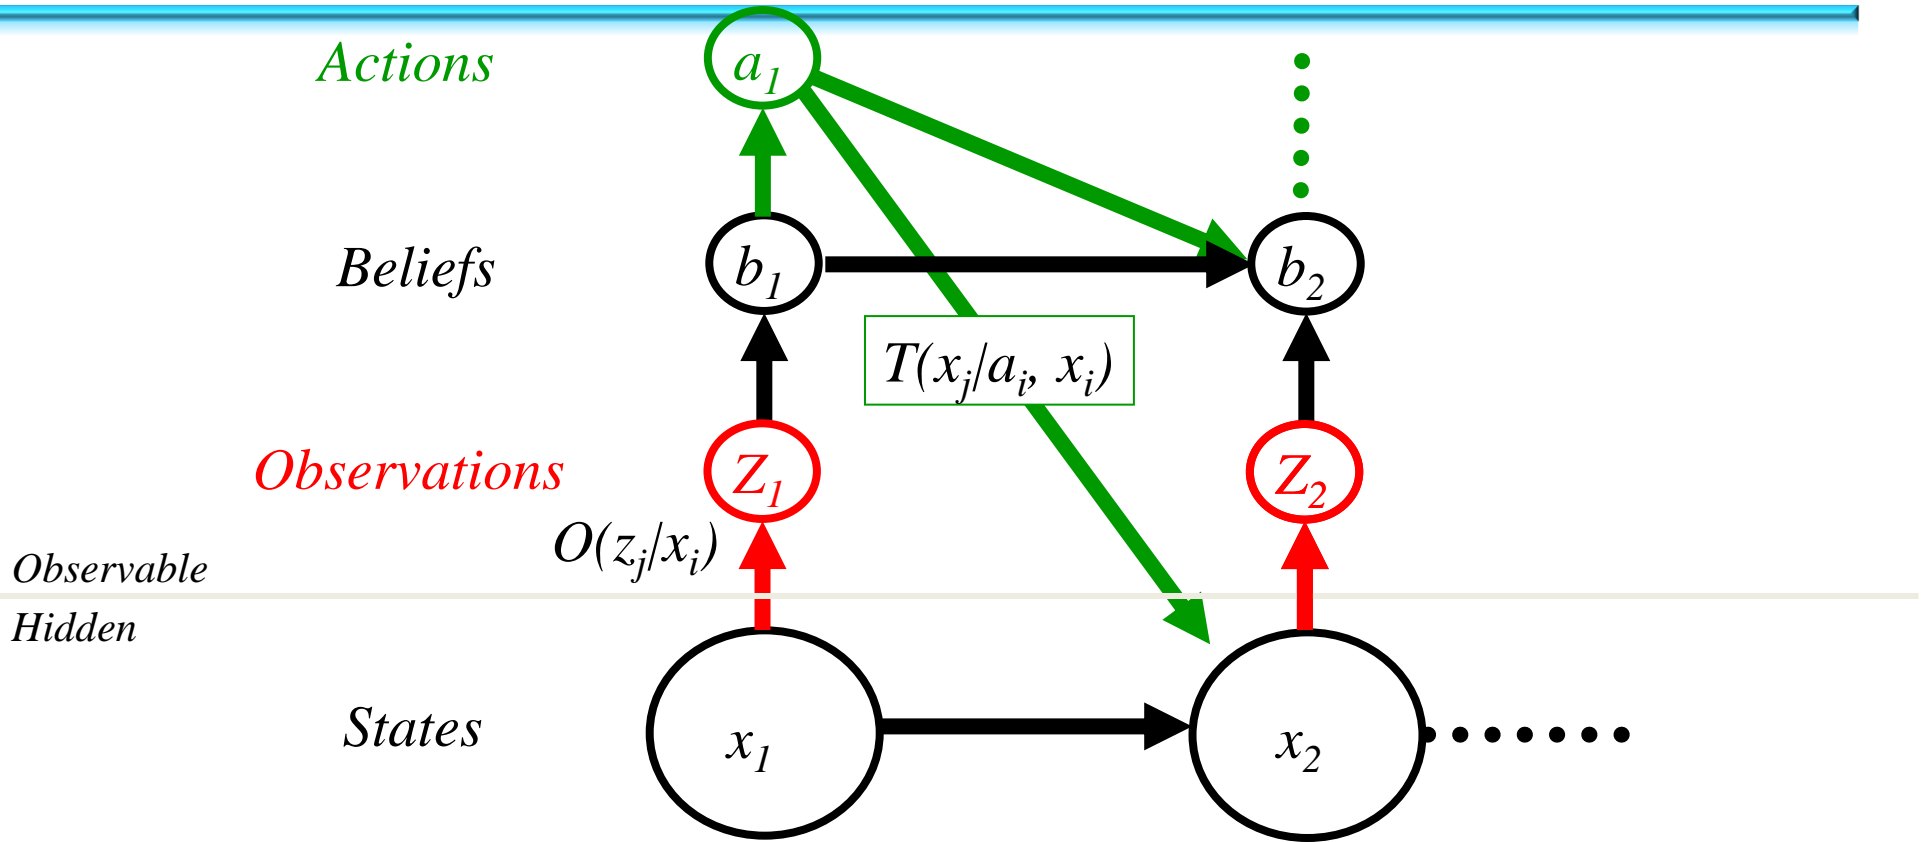 Actions
a1
Beliefs
b1
b2
T(xj/ai, xi)
Observations
Z1
Z2
O(zj/xi)
Observable
Hidden
States
x1
x2